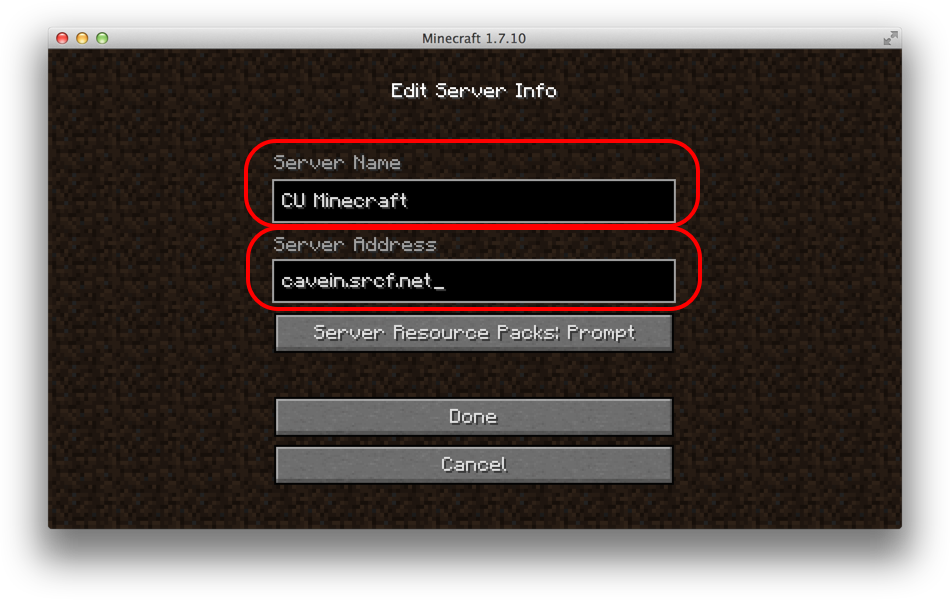 Minecraft 1.7.10
Edit Server Info
Server Name
CU Minecraft
Server Address
cavein.srcf.net_
Server Resource Packs: Prompt
Done
Cancel